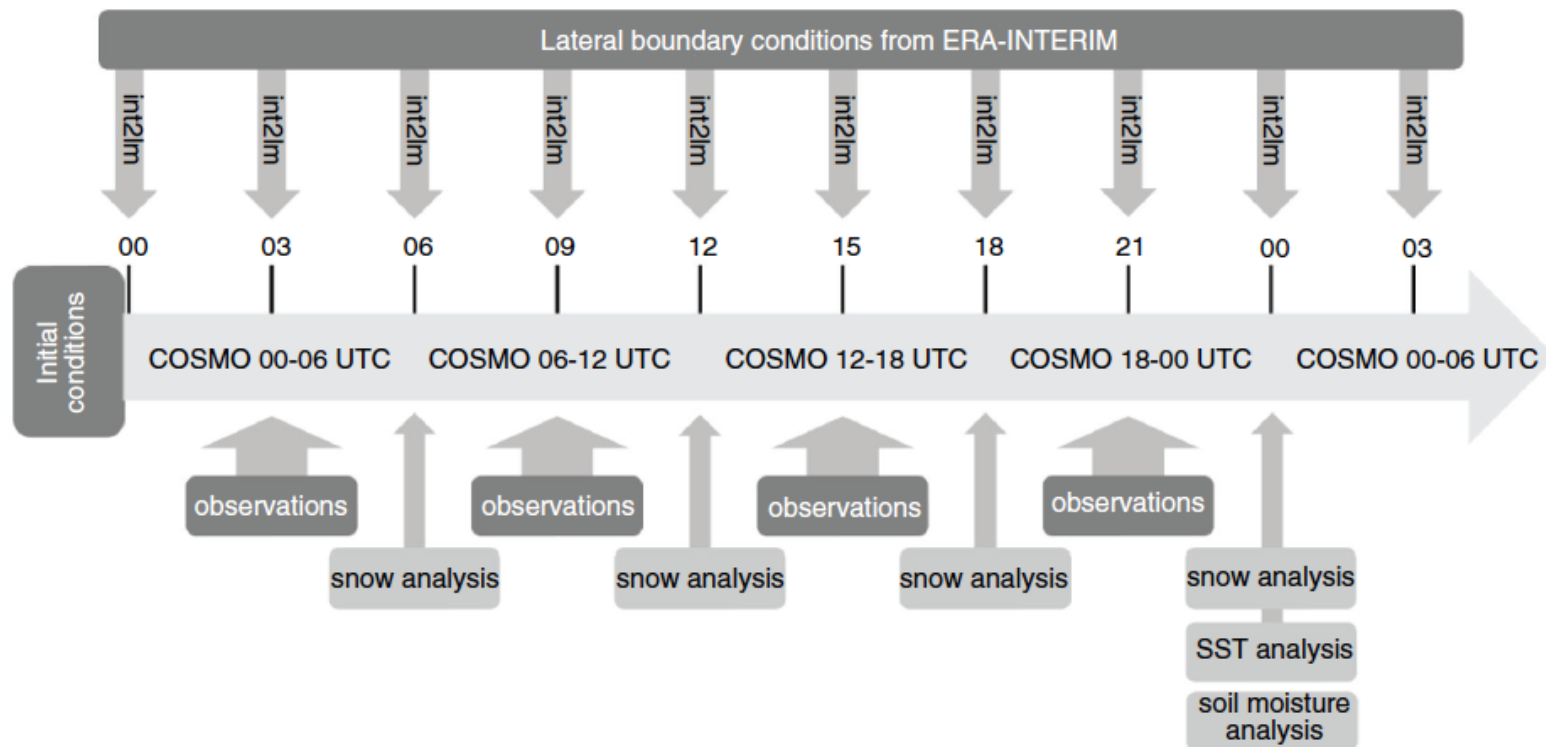 Lateral boundary conditions from ERA-INTERIM
int2lm int2lm int2lm int2lm int2lm int2lm int2lm int2lm int2lm int2lm
00 03 06 09 12 15 18 21 00 03
Initial
conditions
COSMO 00-06 UTC COSMO 06-12 UTC COSMO 12-18 UTC COSMO 18-00 UTC COSMO 00-06 UTC
observations observations observations observations
snow analysis snow analysis snow analysis snow analysis
SST analysis
soil moisture
analysis